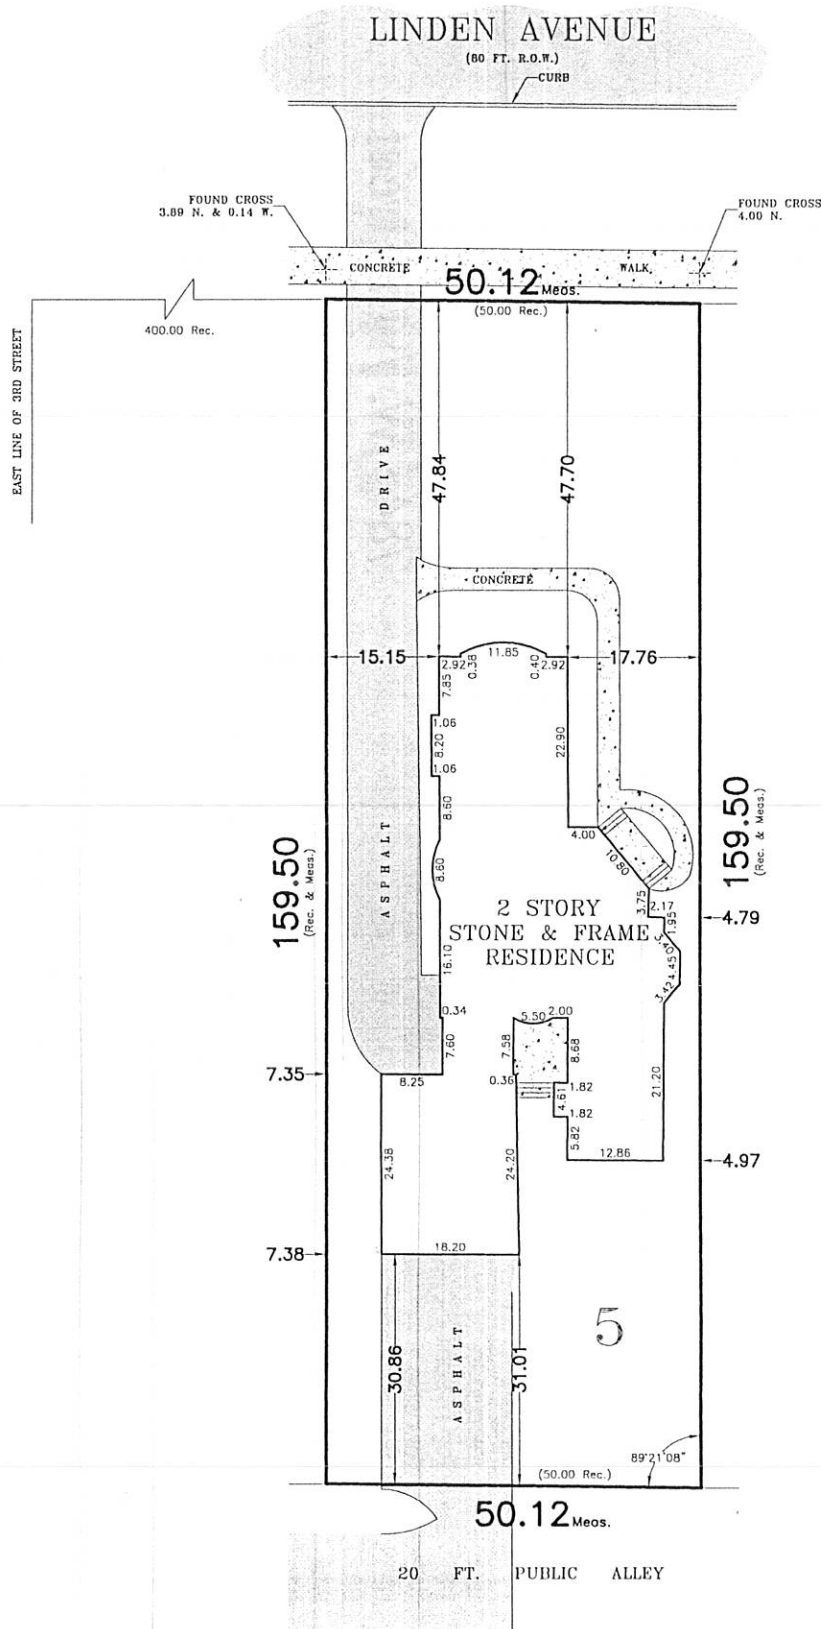 LINDEN AVENUE
(80 FT. R.O.W.)
CURB
FOUND CROSS
3.89 N. & 0.14 W.
FOUND CROSS
4.00 N.
CONCRETE
WALK
50.12 Meas.
(50.00 Rec.)
400.00 Rec.
EAST LINE OF 3RD STREET
DRIVE
47.84
47.70
CONCRETE
15.15
2.92
0.38
11.85
0.40
2.92
17.76
7.85
1.06
8.20
1.06
22.90
8.60
4.00
10.80
159.50
(Rec. & Meas.)
ASPHALT
8.60
159.50
(Rec. & Meas.)
3.75
2.17
1.95
4.79
2 STORY
STONE & FRAME
RESIDENCE
3.40
4.45
16.10
0.34
5.50
2.00
7.60
7.58
8.68
21.20
7.35
8.25
0.36
1.82
4.61
1.82
5.82
12.86
4.97
24.38
24.20
7.38
18.20
5
30.86
ASPHALT
31.01
89°21'08"
(50.00 Rec.)
50.12 Meas.
20 FT. PUBLIC ALLEY